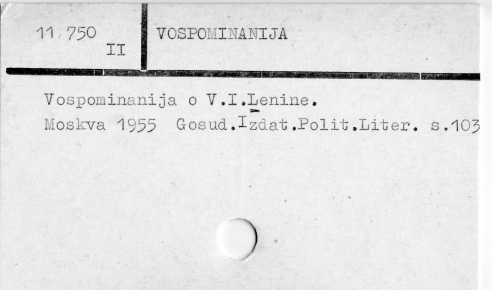 11.750 VOSPOMINANIJA
II
Vospominanija o V.I.Lenine.
Moskva 1955 Gosud.Izdat.Polit.Liter. s.103